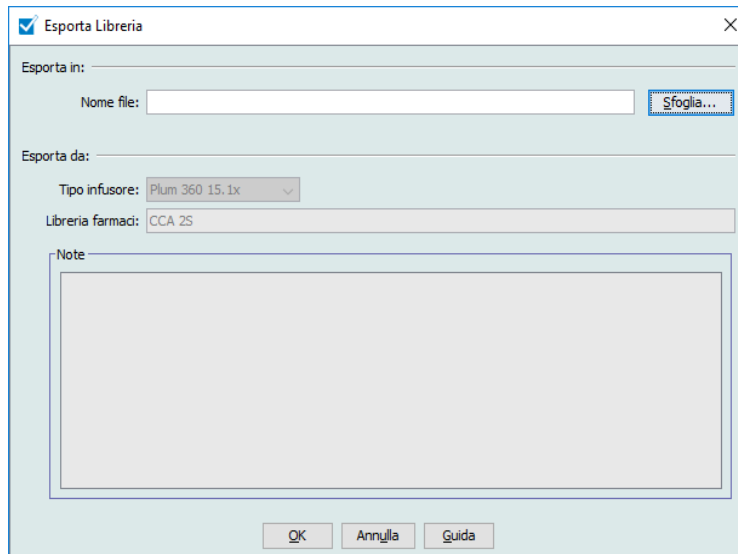 Esporta Libreria
Esporta in:
Nome file:
Sfoglia...
Esporta da:
Tipo infusore: Plum 360 15.1x
Libreria farmaci: CCA 2S
Note
OK Annulla Guida